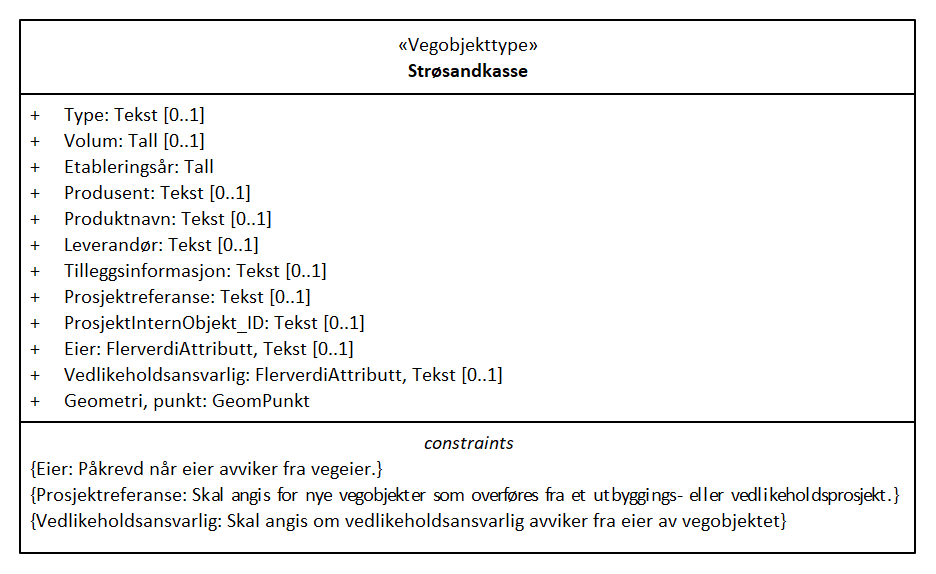 «Vegobjekttype»
Strøsandkasse
+ Type: Tekst [0..1]
+ Volum: Tall [0..1]
+ Etableringsår: Tall
+ Produsent: Tekst [0..1]
+ Produktnavn: Tekst [0..1]
+ Leverandør: Tekst [0..1]
+ Tilleggsinformasjon: Tekst [0..1]
+ Prosjektreferanse: Tekst [0..1]
+ ProsjektInternObjekt_ID: Tekst [0..1]
+ Eier: FlerverdiAttributt, Tekst [0..1]
+ Vedlikeholdsansvarlig: FlerverdiAttributt, Tekst [0..1]
+ Geometri, punkt: GeomPunkt
constraints
{Eier: Påkrevd når eier avviker fra vegeier.}
{Prosjektreferanse: Skal angis for nye vegobjekter som overføres fra et utbyggings- eller vedlikeholdsprosjekt.}
{Vedlikeholdsansvarlig: Skal angis om vedlikeholdsansvarlig avviker fra eier av vegobjektet}